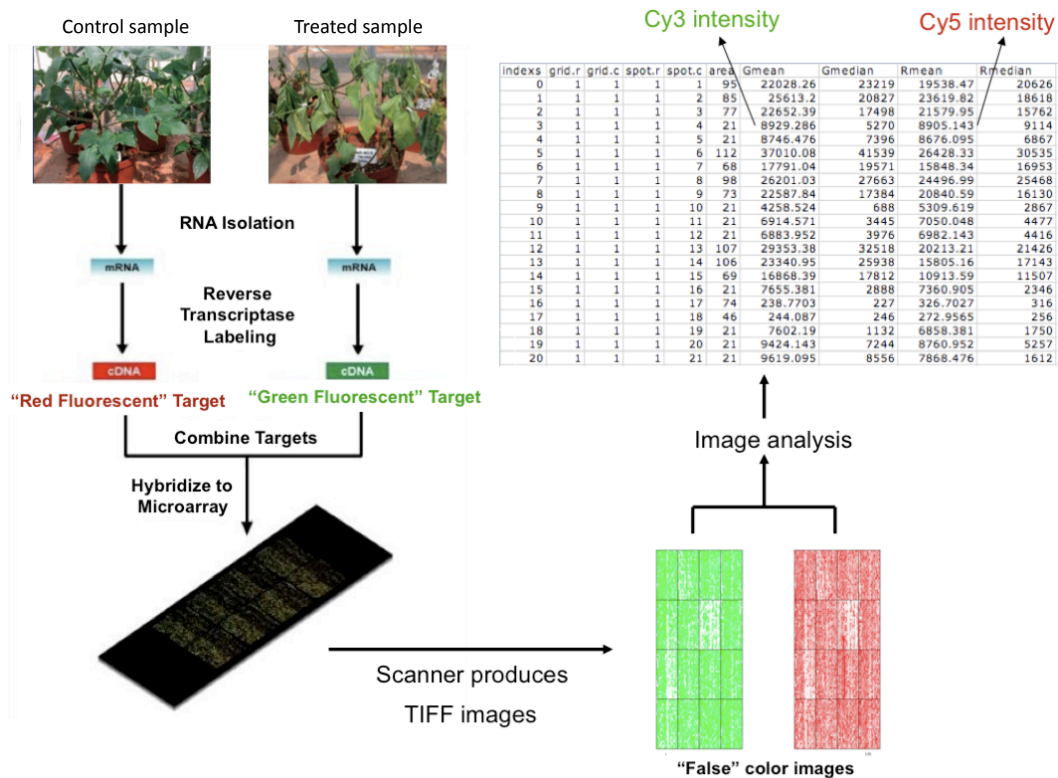 Control sample
Treated sample
RNA Isolation
mRNA
mRNA
Reverse
Transcriptase
Labeling
cDNA
cDNA
“Red Fluorescent” Target
“Green Fluorescent” Target
Combine Targets
Hybridize to
Microarray
Scanner produces
TIFF images
“False” color images
Image analysis
Cy3 intensity
Cy5 intensity
indexs grid.r grid.c spot.r spot.c area Gmean Gmedian Rmean Rmedian
0 1 1 1 1 95 22028.26 23219 19538.47 20626
1 1 1 1 2 85 25613.2 20827 23619.82 18618
2 1 1 1 3 77 22652.39 17498 21579.95 15762
3 1 1 1 4 21 8929.286 5270 8905.143 9114
4 1 1 1 5 21 8746.476 7396 8676.095 6867
5 1 1 1 6 112 37010.08 41539 26428.33 30535
6 1 1 1 7 68 17791.04 19571 15848.34 16953
7 1 1 1 8 98 26201.03 27663 24496.99 25468
8 1 1 1 9 73 22587.84 17384 20840.59 16130
9 1 1 1 10 21 4258.524 688 5309.619 2867
10 1 1 1 11 21 6914.571 3445 7050.048 4477
11 1 1 1 12 21 6883.952 3976 6982.143 4416
12 1 1 1 13 107 29353.38 32518 20213.21 21426
13 1 1 1 14 106 23340.95 25938 15805.16 17143
14 1 1 1 15 69 16868.39 17812 10913.59 11507
15 1 1 1 16 21 7655.381 2888 7360.905 2346
16 1 1 1 17 74 238.7703 227 326.7027 316
17 1 1 1 18 46 244.087 246 272.9565 256
18 1 1 1 19 21 7602.19 1132 6858.381 1750
19 1 1 1 20 21 9424.143 7244 8760.952 5257
20 1 1 1 21 21 9619.095 8556 7868.476 1612